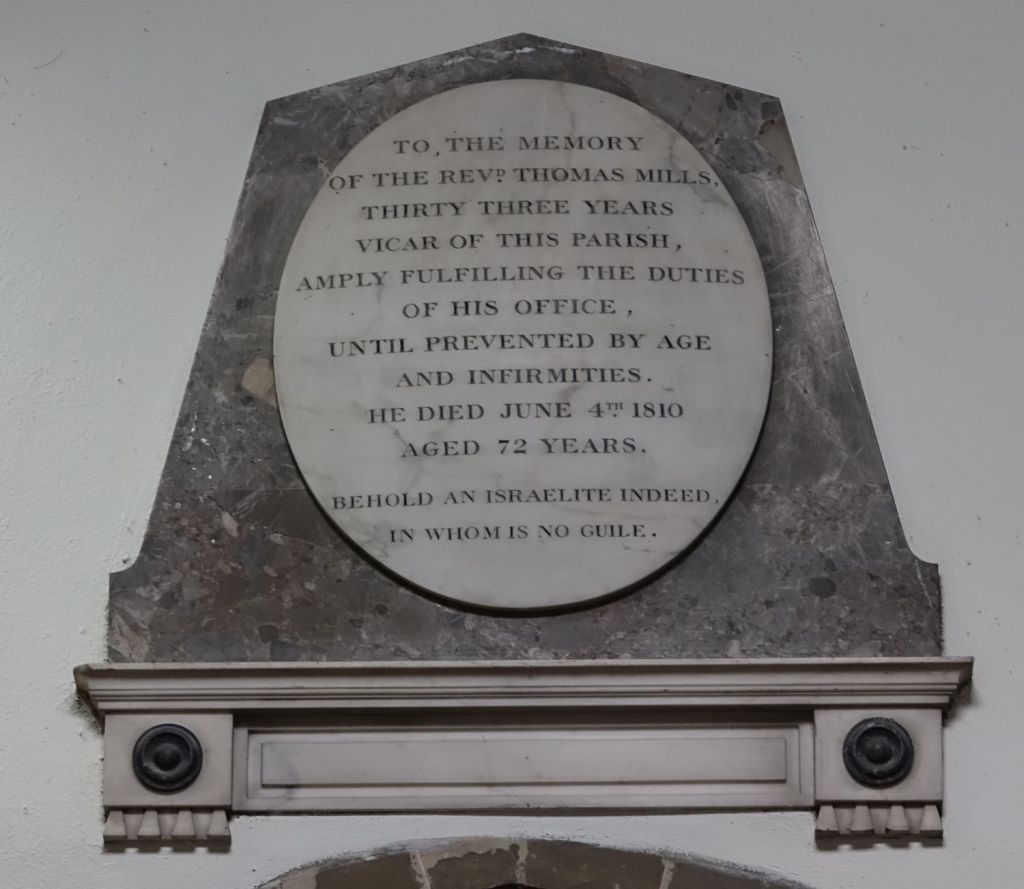 TO THE MEMORY
OF THE REVD. THOMAS MILLS,
THIRTY THREE YEARS
VICAR OF THIS PARISH,
AMPLY FULFILLING THE DUTIES
OF HIS OFFICE,
UNTIL PREVENTED BY AGE
AND INFIRMITIES.
HE DIED JUNE 4TH. 1810
AGED 72 YEARS.
BEHOLD AN ISRAELITE INDEED,
IN WHOM IS NO GUILE.